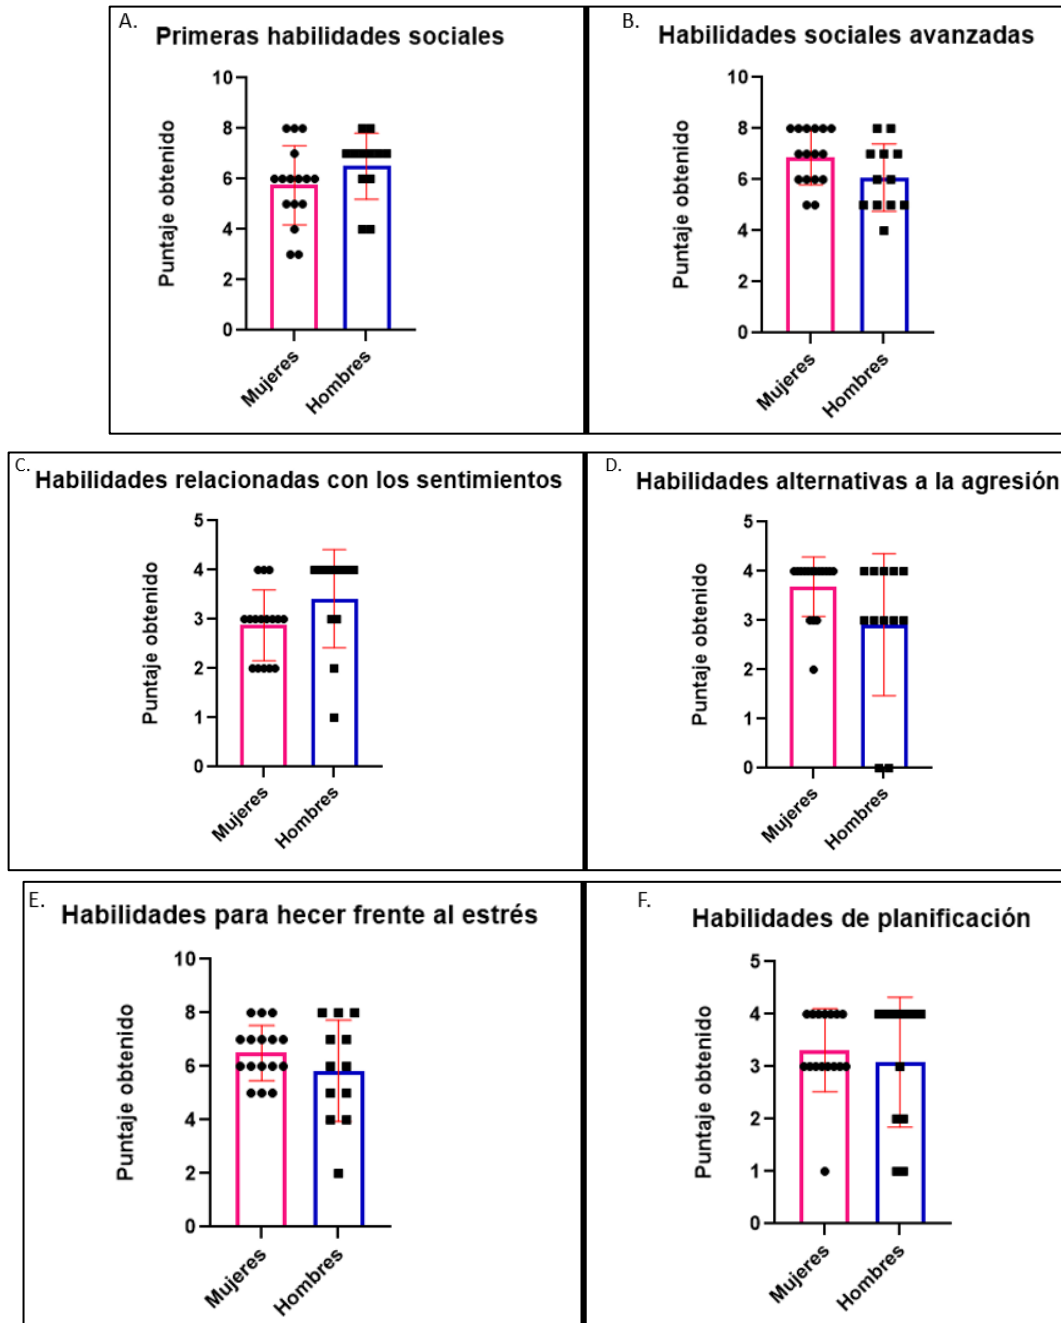 A.
Primeras habilidades sociales
Puntaje obtenido
10
8
6
4
2
0
Mujeres
Hombres
B.
Habilidades sociales avanzadas
Puntaje obtenido
10
8
6
4
2
0
Mujeres
Hombres
C.
Habilidades relacionadas con los sentimientos
Puntaje obtenido
5
4
3
2
1
0
Mujeres
Hombres
D.
Habilidades alternativas a la agresión
Puntaje obtenido
5
4
3
2
1
0
Mujeres
Hombres
E.
Habilidades para hecer frente al estrés
Puntaje obtenido
10
8
6
4
2
0
Mujeres
Hombres
F.
Habilidades de planificación
Puntaje obtenido
5
4
3
2
1
0
Mujeres
Hombres